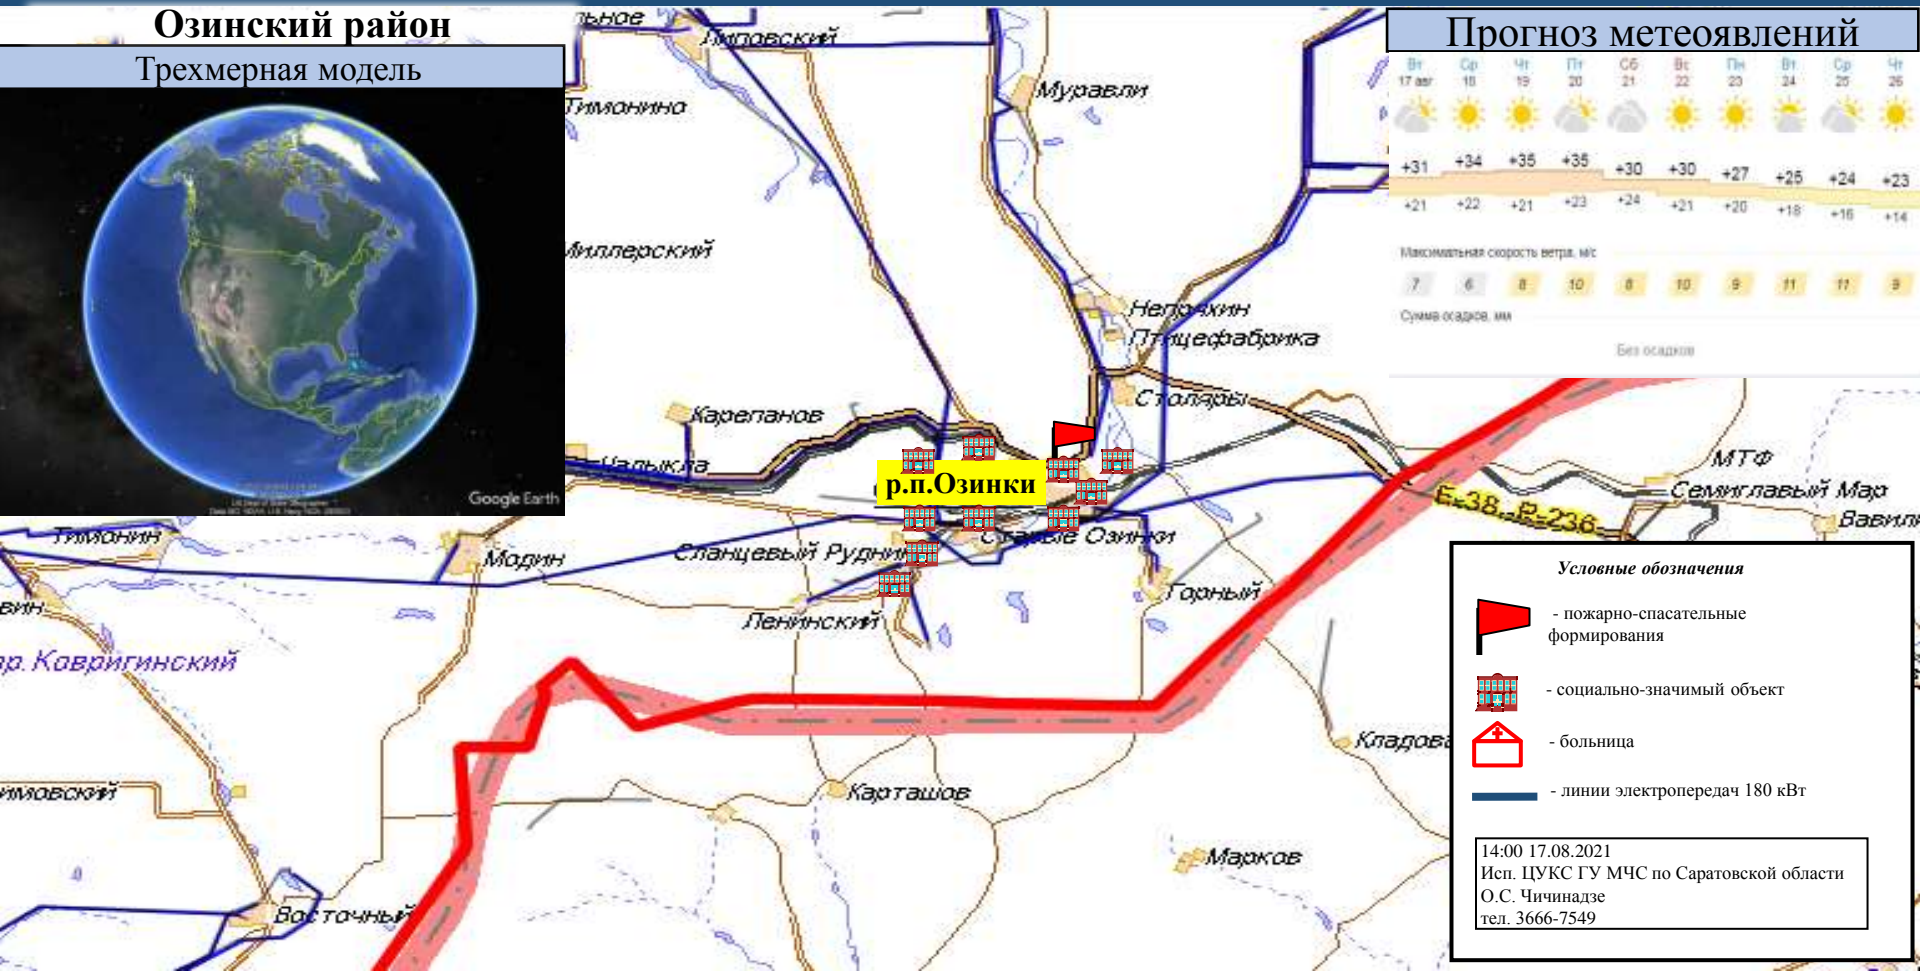 Озинский район
Трехмерная модель
Google Earth
Прогноз метеоявлений
Вт Ср Чт Пт Сб Вс Пн Вт Ср Чт
17 авг 18 19 20 21 22 23 24 25 26
+31 +34 +35 +35 +30 +30 +27 +25 +24 +23
+21 +22 +21 +23 +24 +21 +20 +18 +16 +14
Максимальная скорость ветра, м/с
7 6 8 10 8 10 9 11 11 9
Сумма осадков, мм
Без осадков
льное
Липовский
Тимонино
Муравли
Миллерский
Непряхин
Птицефабрика
Столяры
Карепанов
Чалыкла
р.п.Озинки
МТФ
Семиглавый Мар
Вавили
Е-38, Р-236
Тимонин
Модин
Сланцевый Рудник
Старые Озинки
Горный
вин
Ленинский
р. Ковригинский
Кладова
имовский
Карташов
Марков
Восточный
Условные обозначения
- пожарно-спасательные
формирования
- социально-значимый объект
- больница
- линии электропередач 180 кВт
14:00 17.08.2021
Исп. ЦУКС ГУ МЧС по Саратовской области
О.С. Чичинадзе
тел. 3666-7549